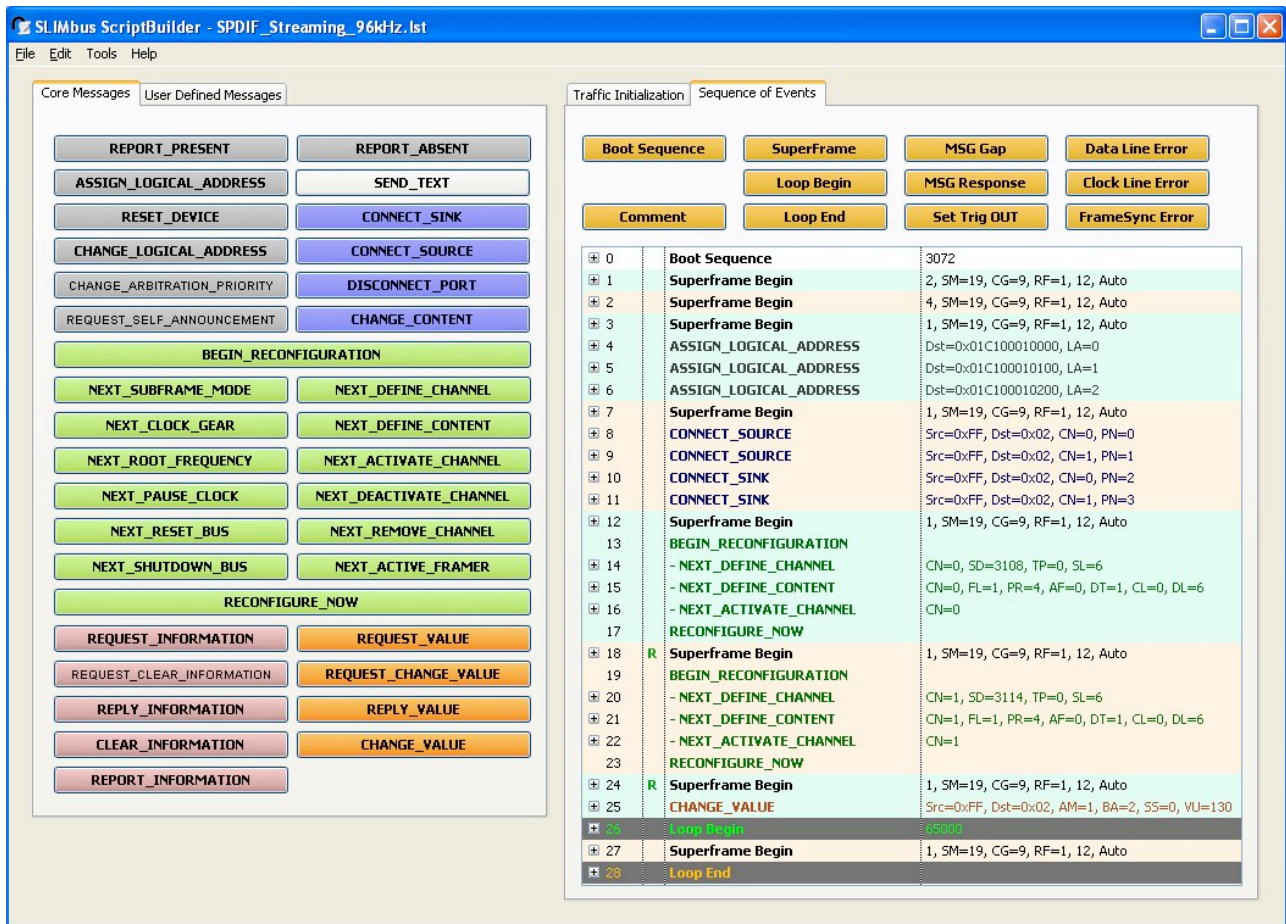 SLIMbus ScriptBuilder - SPDIF_Streaming_96kHz.lst
File Edit Tools Help
Core Messages User Defined Messages
REPORT_PRESENT REPORT_ABSENT
ASSIGN_LOGICAL_ADDRESS SEND_TEXT
RESET_DEVICE CONNECT_SINK
CHANGE_LOGICAL_ADDRESS CONNECT_SOURCE
CHANGE_ARBITRATION_PRIORITY DISCONNECT_PORT
REQUEST_SELF_ANNOUNCEMENT CHANGE_CONTENT
BEGIN_RECONFIGURATION
NEXT_SUBFRAME_MODE NEXT_DEFINE_CHANNEL
NEXT_CLOCK_GEAR NEXT_DEFINE_CONTENT
NEXT_ROOT_FREQUENCY NEXT_ACTIVATE_CHANNEL
NEXT_PAUSE_CLOCK NEXT_DEACTIVATE_CHANNEL
NEXT_RESET_BUS NEXT_REMOVE_CHANNEL
NEXT_SHUTDOWN_BUS NEXT_ACTIVE_FRAMER
RECONFIGURE_NOW
REQUEST_INFORMATION REQUEST_VALUE
REQUEST_CLEAR_INFORMATION REQUEST_CHANGE_VALUE
REPLY_INFORMATION REPLY_VALUE
CLEAR_INFORMATION CHANGE_VALUE
REPORT_INFORMATION
Traffic Initialization Sequence of Events
Boot Sequence SuperFrame MSG Gap Data Line Error
Loop Begin MSG Response Clock Line Error
Comment Loop End Set Trig OUT FrameSync Error
0 Boot Sequence 3072
1 Superframe Begin 2, SM=19, CG=9, RF=1, 12, Auto
2 Superframe Begin 4, SM=19, CG=9, RF=1, 12, Auto
3 Superframe Begin 1, SM=19, CG=9, RF=1, 12, Auto
4 ASSIGN_LOGICAL_ADDRESS Dst=0x01C100010000, LA=0
5 ASSIGN_LOGICAL_ADDRESS Dst=0x01C100010100, LA=1
6 ASSIGN_LOGICAL_ADDRESS Dst=0x01C100010200, LA=2
7 Superframe Begin 1, SM=19, CG=9, RF=1, 12, Auto
8 CONNECT_SOURCE Src=0xFF, Dst=0x02, CN=0, PN=0
9 CONNECT_SOURCE Src=0xFF, Dst=0x02, CN=1, PN=1
10 CONNECT_SINK Src=0xFF, Dst=0x02, CN=0, PN=2
11 CONNECT_SINK Src=0xFF, Dst=0x02, CN=1, PN=3
12 Superframe Begin 1, SM=19, CG=9, RF=1, 12, Auto
13 BEGIN_RECONFIGURATION
14 - NEXT_DEFINE_CHANNEL CN=0, SD=3108, TP=0, SL=6
15 - NEXT_DEFINE_CONTENT CN=0, FL=1, PR=4, AF=0, DT=1, CL=0, DL=6
16 - NEXT_ACTIVATE_CHANNEL CN=0
17 RECONFIGURE_NOW
18 R Superframe Begin 1, SM=19, CG=9, RF=1, 12, Auto
19 BEGIN_RECONFIGURATION
20 - NEXT_DEFINE_CHANNEL CN=1, SD=3114, TP=0, SL=6
21 - NEXT_DEFINE_CONTENT CN=1, FL=1, PR=4, AF=0, DT=1, CL=0, DL=6
22 - NEXT_ACTIVATE_CHANNEL CN=1
23 RECONFIGURE_NOW
24 R Superframe Begin 1, SM=19, CG=9, RF=1, 12, Auto
25 CHANGE_VALUE Src=0xFF, Dst=0x02, AM=1, BA=2, SS=0, VU=130
26 Loop Begin 65000
27 Superframe Begin 1, SM=19, CG=9, RF=1, 12, Auto
28 Loop End